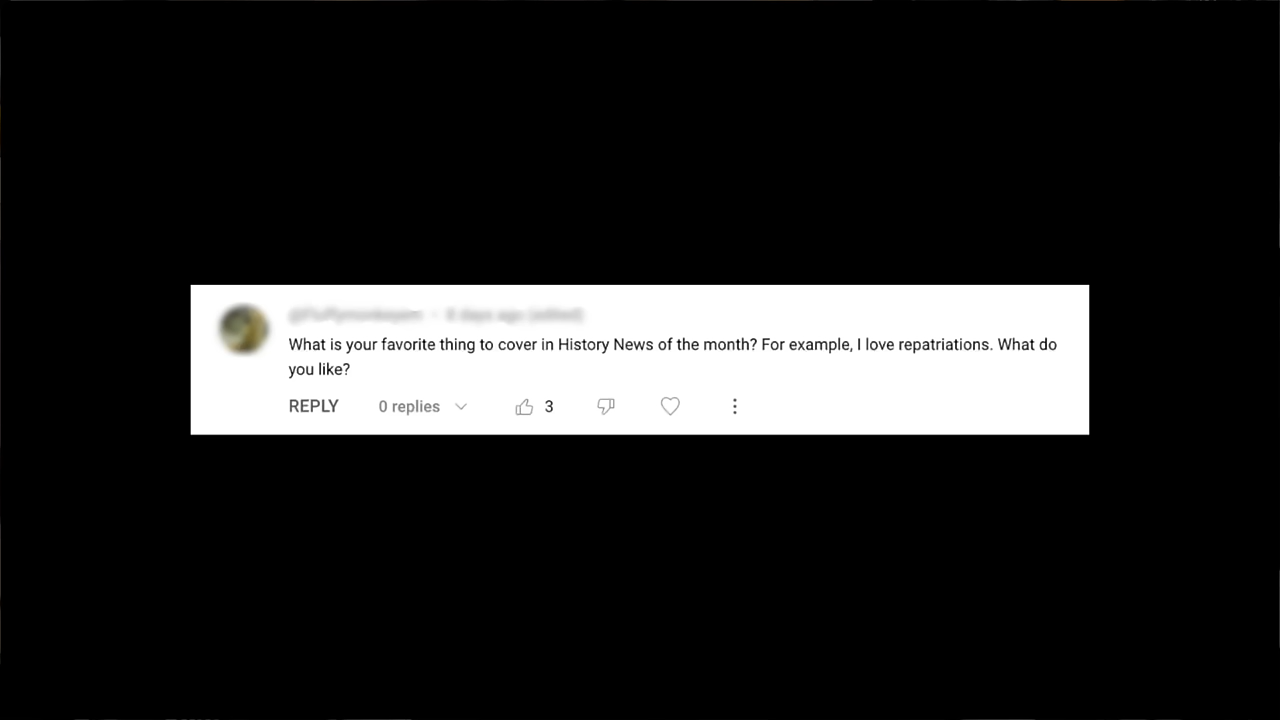 What is your favorite thing to cover in History News of the month? For example, I love repatriations. What do
you like?
REPLY 0 replies 3